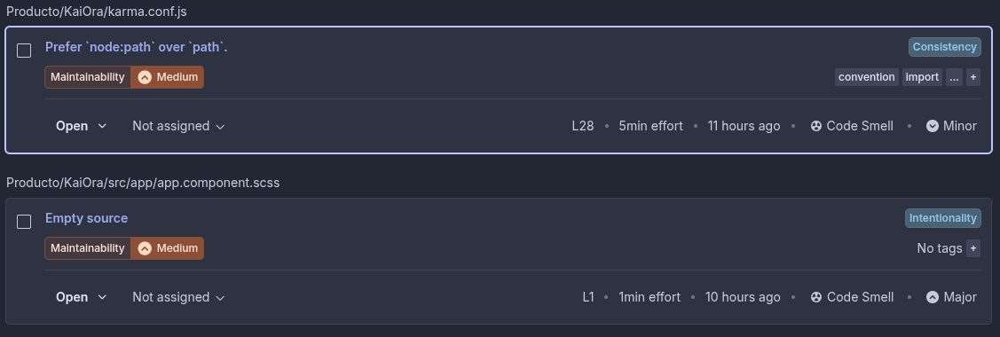 Producto/KaiOra/karma.conf.js
Prefer `node:path` over `path`.
Consistency
Maintainability Medium
convention import ... +
Open Not assigned
L28 • 5min effort • 11 hours ago • Code Smell • Minor
Producto/KaiOra/src/app/app.component.scss
Empty source
Intentionality
Maintainability Medium
No tags +
Open Not assigned
L1 • 1min effort • 10 hours ago • Code Smell • Major